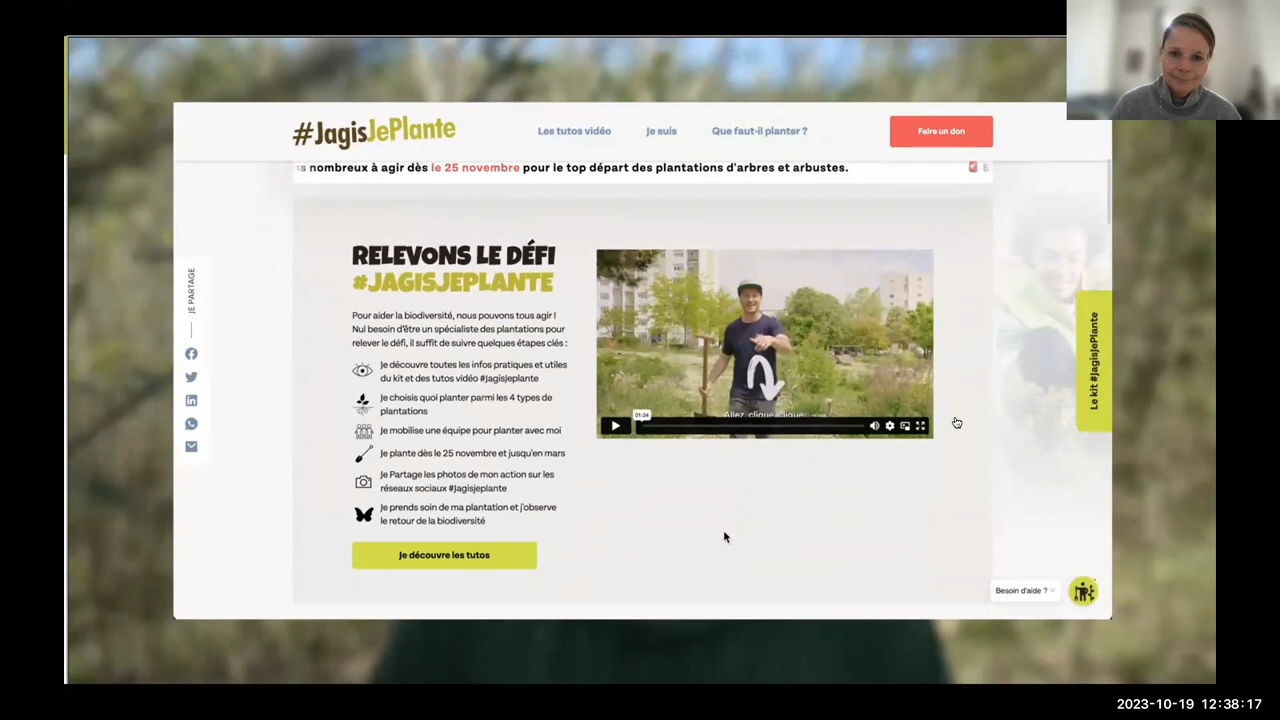 #JagisJePlante
Les tutos vidéo
Je suis
Que faut-il planter ?
Faire un don
nombreux à agir dès le 25 novembre pour le top départ des plantations d'arbres et arbustes.
RELEVONS LE DÉFI
#JAGISJEPLANTE
Pour aider la biodiversité, nous pouvons tous agir !
Nul besoin d'être un spécialiste des plantations pour
relever le défi, il suffit de suivre quelques étapes clés :
Je découvre toutes les infos pratiques et utiles
du kit et des tutos vidéo #JagisJeplante
Je choisis quoi planter parmi les 4 types de
plantations
Je mobilise une équipe pour planter avec moi
Je plante dès le 25 novembre et jusqu'en mars
Je Partage les photos de mon action sur les
réseaux sociaux #Jagisjeplante
Je prends soin de ma plantation et j'observe
le retour de la biodiversité
Je découvre les tutos
JE PARTAGE
01:34
Allez, clique, clique,
Le kit #JagisJePlante
Besoin d'aide ?
2023-10-19 12:38:17